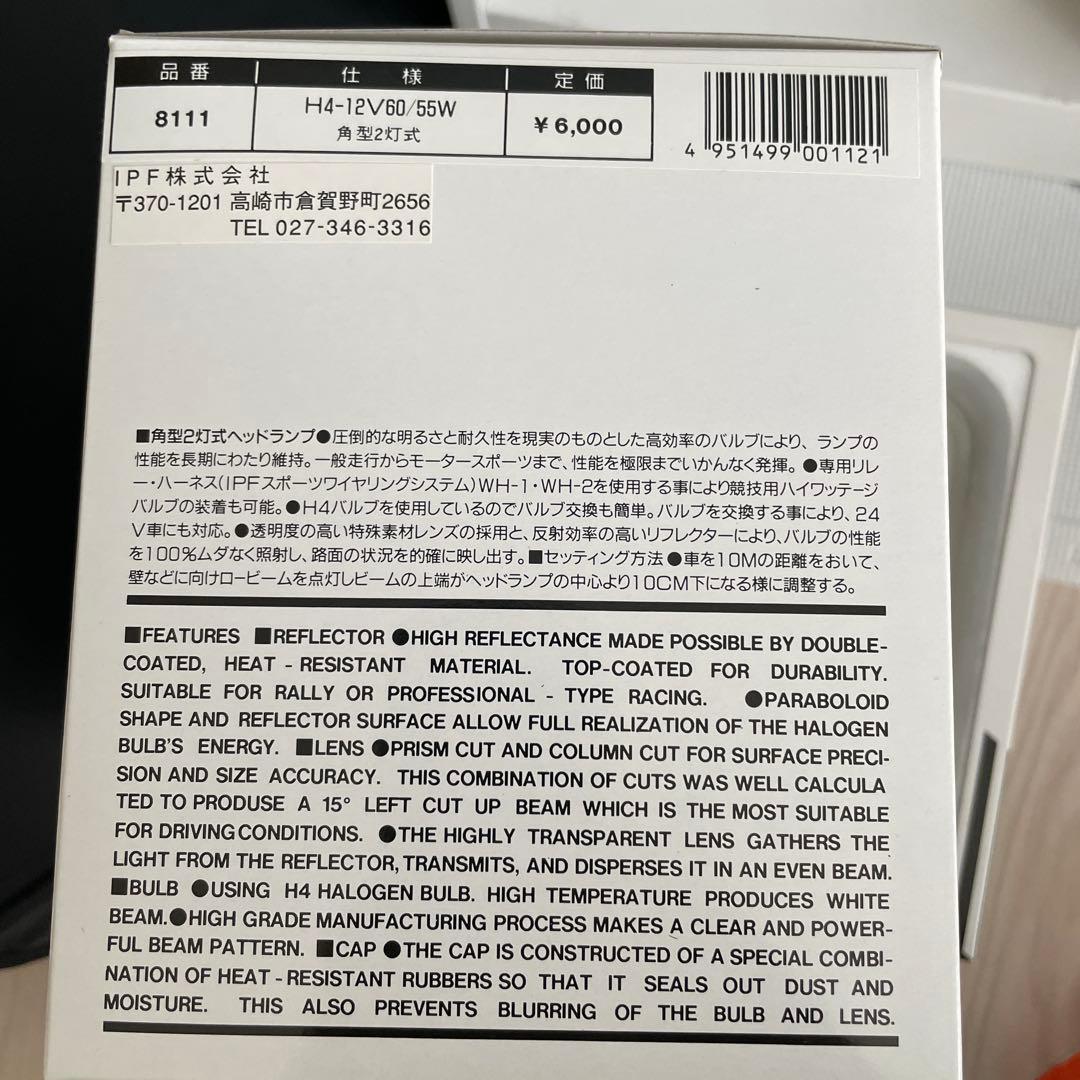 品番 仕様 定価
8111 H4-12V60/55W 角型2灯式 ¥6,000
4 951499 001121
IPF株式会社
〒370-1201 高崎市倉賀野町2656
TEL 027-346-3316
■角型2灯式ヘッドランプ●圧倒的な明るさと耐久性を現実のものとした高効率のバルブにより、ランプの
性能を長期にわたり維持。一般走行からモータースポーツまで、性能を極限までいかんなく発揮。●専用リレ
ー・ハーネス(IPFスポーツワイヤリングシステム)WH-1・WH-2を使用する事により競技用ハイワッテージ
バルブの装着も可能。●H4バルブを使用しているのでバルブ交換も簡単。バルブを交換する事により、24
V車にも対応。●透明度の高い特殊素材レンズの採用と、反射効率の高いリフレクターにより、バルブの性能
を100%ムダなく照射し、路面の状況を的確に映し出す。■セッティング方法●車を10Mの距離をおいて、
壁などに向けロービームを点灯しビームの上端がヘッドランプの中心より10CM下になる様に調整する。
■FEATURES ■REFLECTOR ●HIGH REFLECTANCE MADE POSSIBLE BY DOUBLE-
COATED, HEAT-RESISTANT MATERIAL. TOP-COATED FOR DURABILITY.
SUITABLE FOR RALLY OR PROFESSIONAL-TYPE RACING. ●PARABOLOID
SHAPE AND REFLECTOR SURFACE ALLOW FULL REALIZATION OF THE HALOGEN
BULB'S ENERGY. ■LENS ●PRISM CUT AND COLUMN CUT FOR SURFACE PRECI-
SION AND SIZE ACCURACY. THIS COMBINATION OF CUTS WAS WELL CALCULA
TED TO PRODUSE A 15° LEFT CUT UP BEAM WHICH IS THE MOST SUITABLE
FOR DRIVING CONDITIONS. ●THE HIGHLY TRANSPARENT LENS GATHERS THE
LIGHT FROM THE REFLECTOR, TRANSMITS, AND DISPERSES IT IN AN EVEN BEAM.
■BULB ●USING H4 HALOGEN BULB. HIGH TEMPERATURE PRODUCES WHITE
BEAM.●HIGH GRADE MANUFACTURING PROCESS MAKES A CLEAR AND POWER-
FUL BEAM PATTERN. ■CAP ●THE CAP IS CONSTRUCTED OF A SPECIAL COMBI-
NATION OF HEAT-RESISTANT RUBBERS SO THAT IT SEALS OUT DUST AND
MOISTURE. THIS ALSO PREVENTS BLURRING OF THE BULB AND LENS.